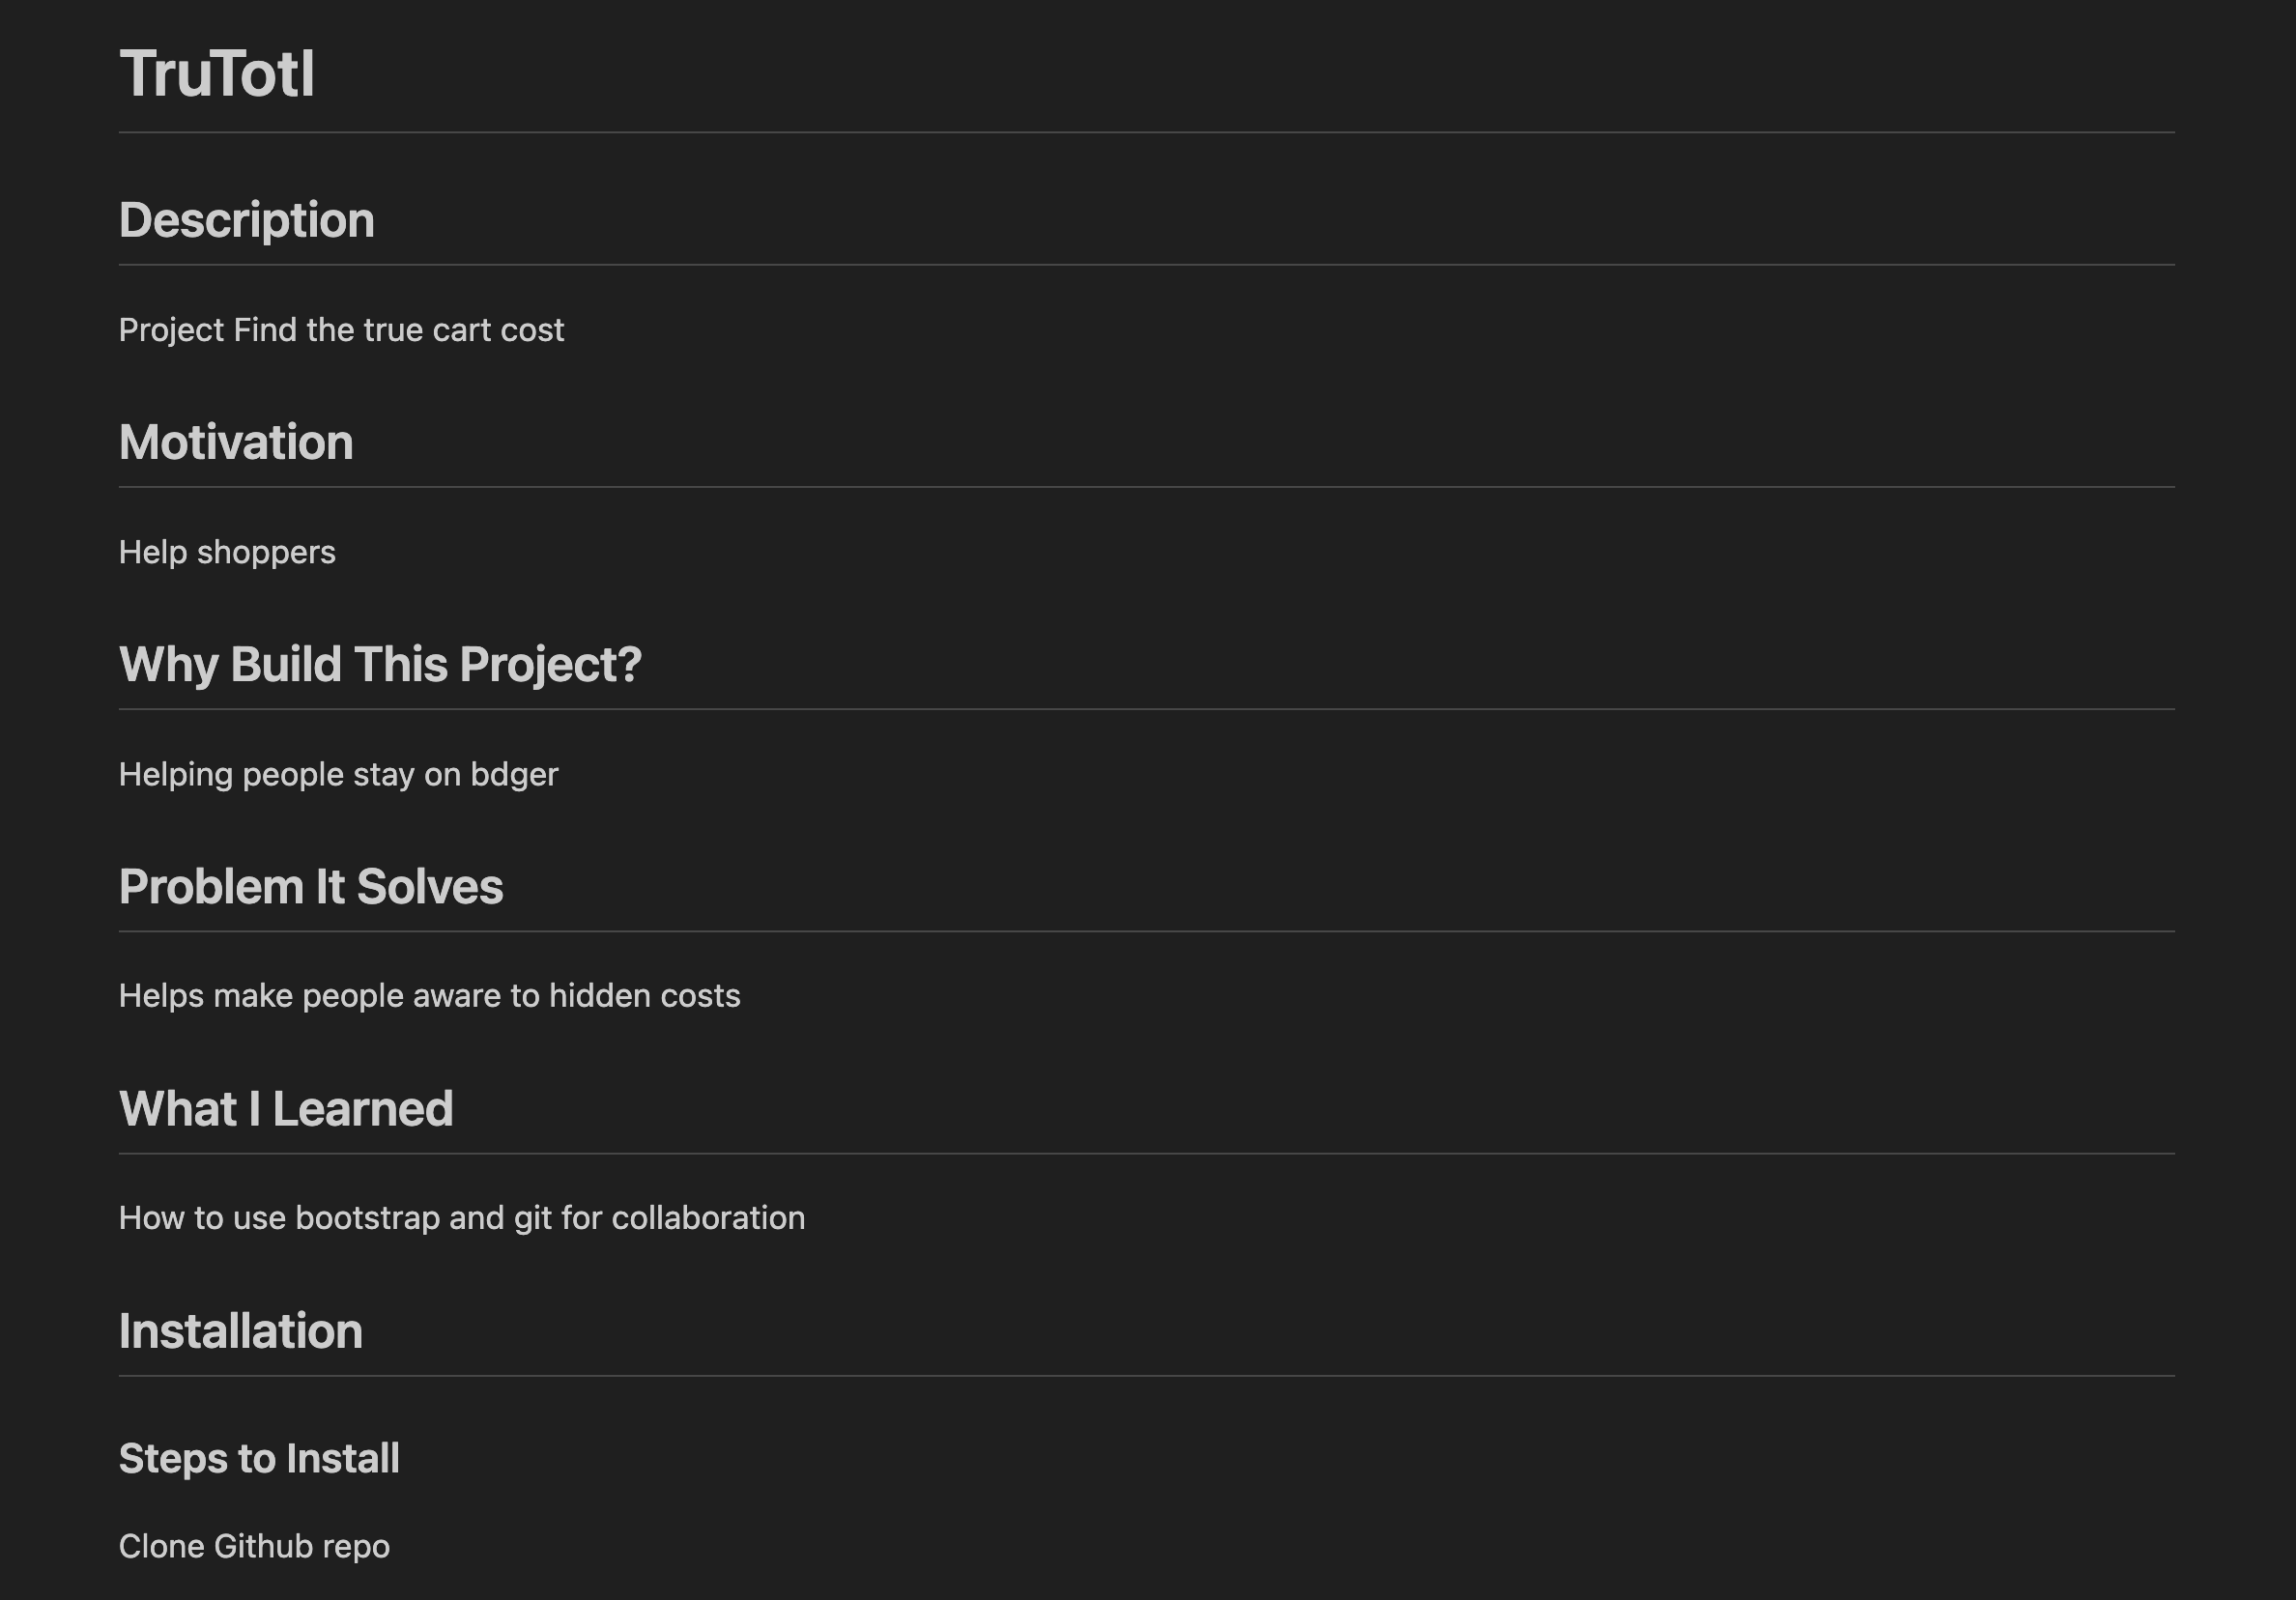 TruTotl
Description
Project Find the true cart cost
Motivation
Help shoppers
Why Build This Project?
Helping people stay on bdger
Problem It Solves
Helps make people aware to hidden costs
What I Learned
How to use bootstrap and git for collaboration
Installation
Steps to Install
Clone Github repo